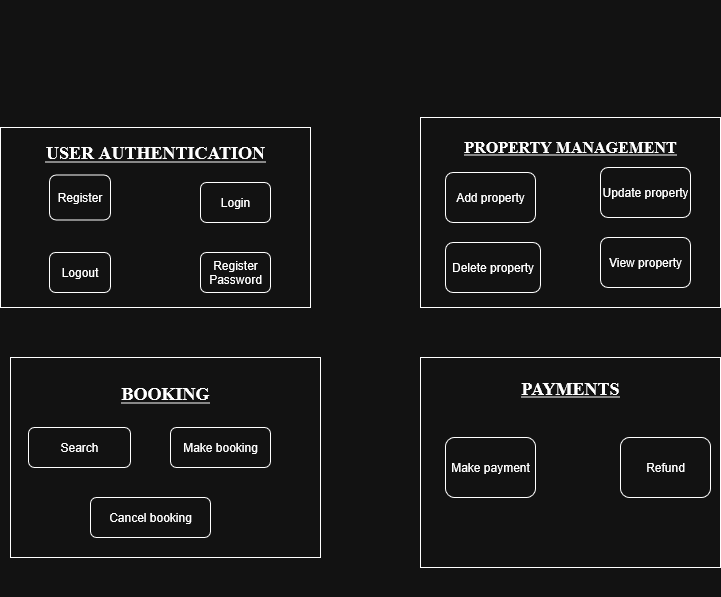 USER AUTHENTICATION
Register
Login
Logout
Register
Password
PROPERTY MANAGEMENT
Add property
Update property
Delete property
View property
BOOKING
Search
Make booking
Cancel booking
PAYMENTS
Make payment
Refund